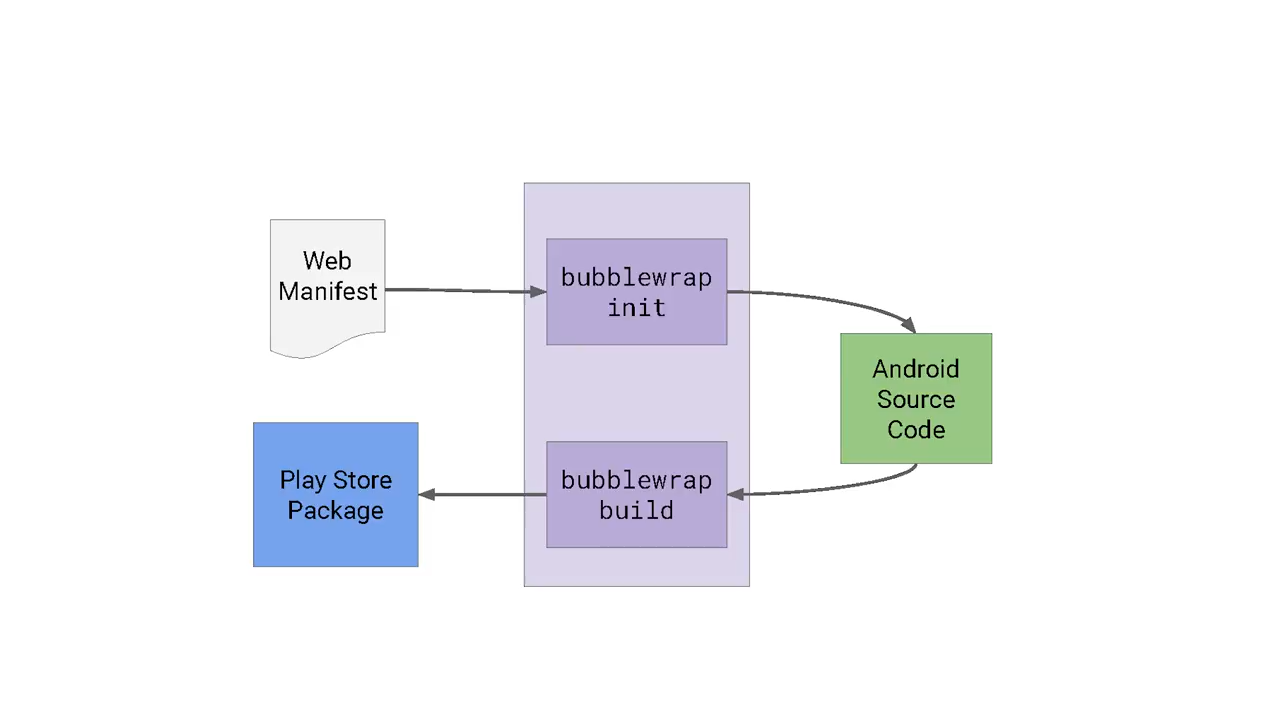 Web
Manifest
bubblewrap
init
Android
Source
Code
Play Store
Package
bubblewrap
build